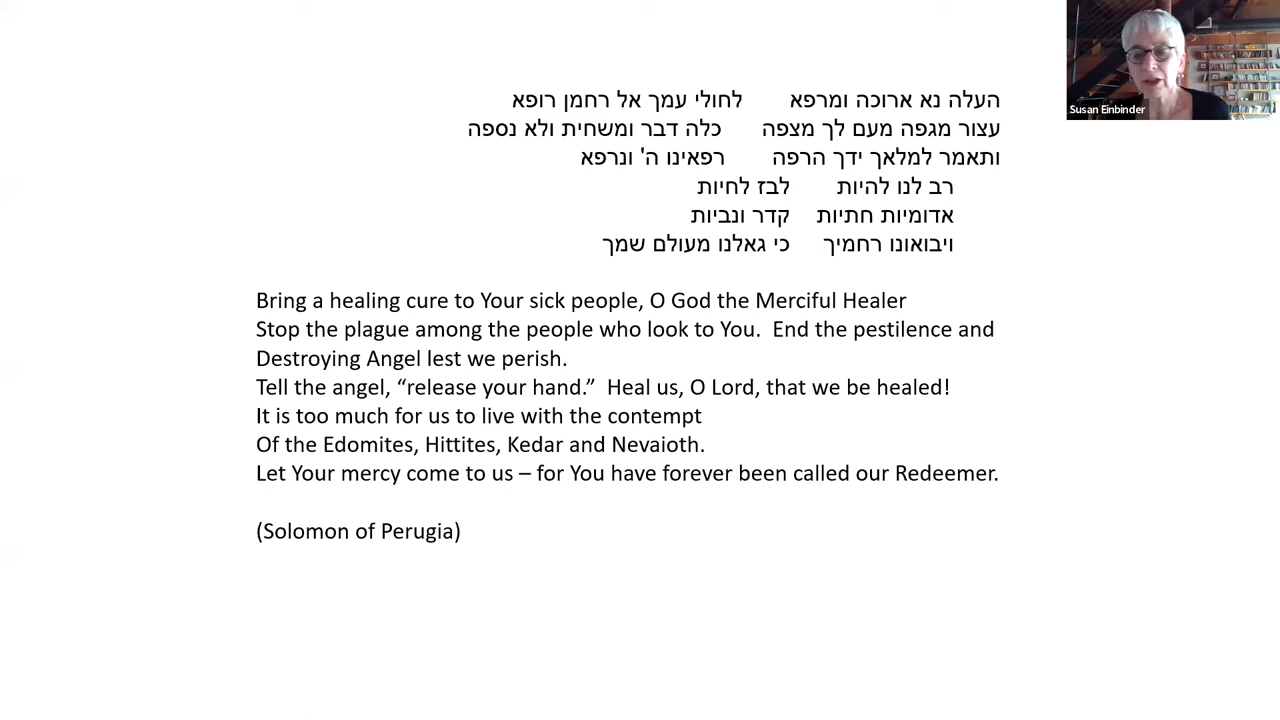 העלה נא ארוכה ומרפא לחולי עמך אל רחמן רופא
עצור מגפה מעם לך מצפה כלה דבר ומשחית ולא נספה
ותאמר למלאך ידך הרפה רפאינו ה' ונרפא
רב לנו להיות לבז לחיות
אדומיות חתיות קדר ונביות
ויבואונו רחמיך כי גאלנו מעולם שמך
Bring a healing cure to Your sick people, O God the Merciful Healer
Stop the plague among the people who look to You. End the pestilence and
Destroying Angel lest we perish.
Tell the angel, “release your hand.” Heal us, O Lord, that we be healed!
It is too much for us to live with the contempt
Of the Edomites, Hittites, Kedar and Nevaioth.
Let Your mercy come to us – for You have forever been called our Redeemer.
(Solomon of Perugia)
Susan Einbinder